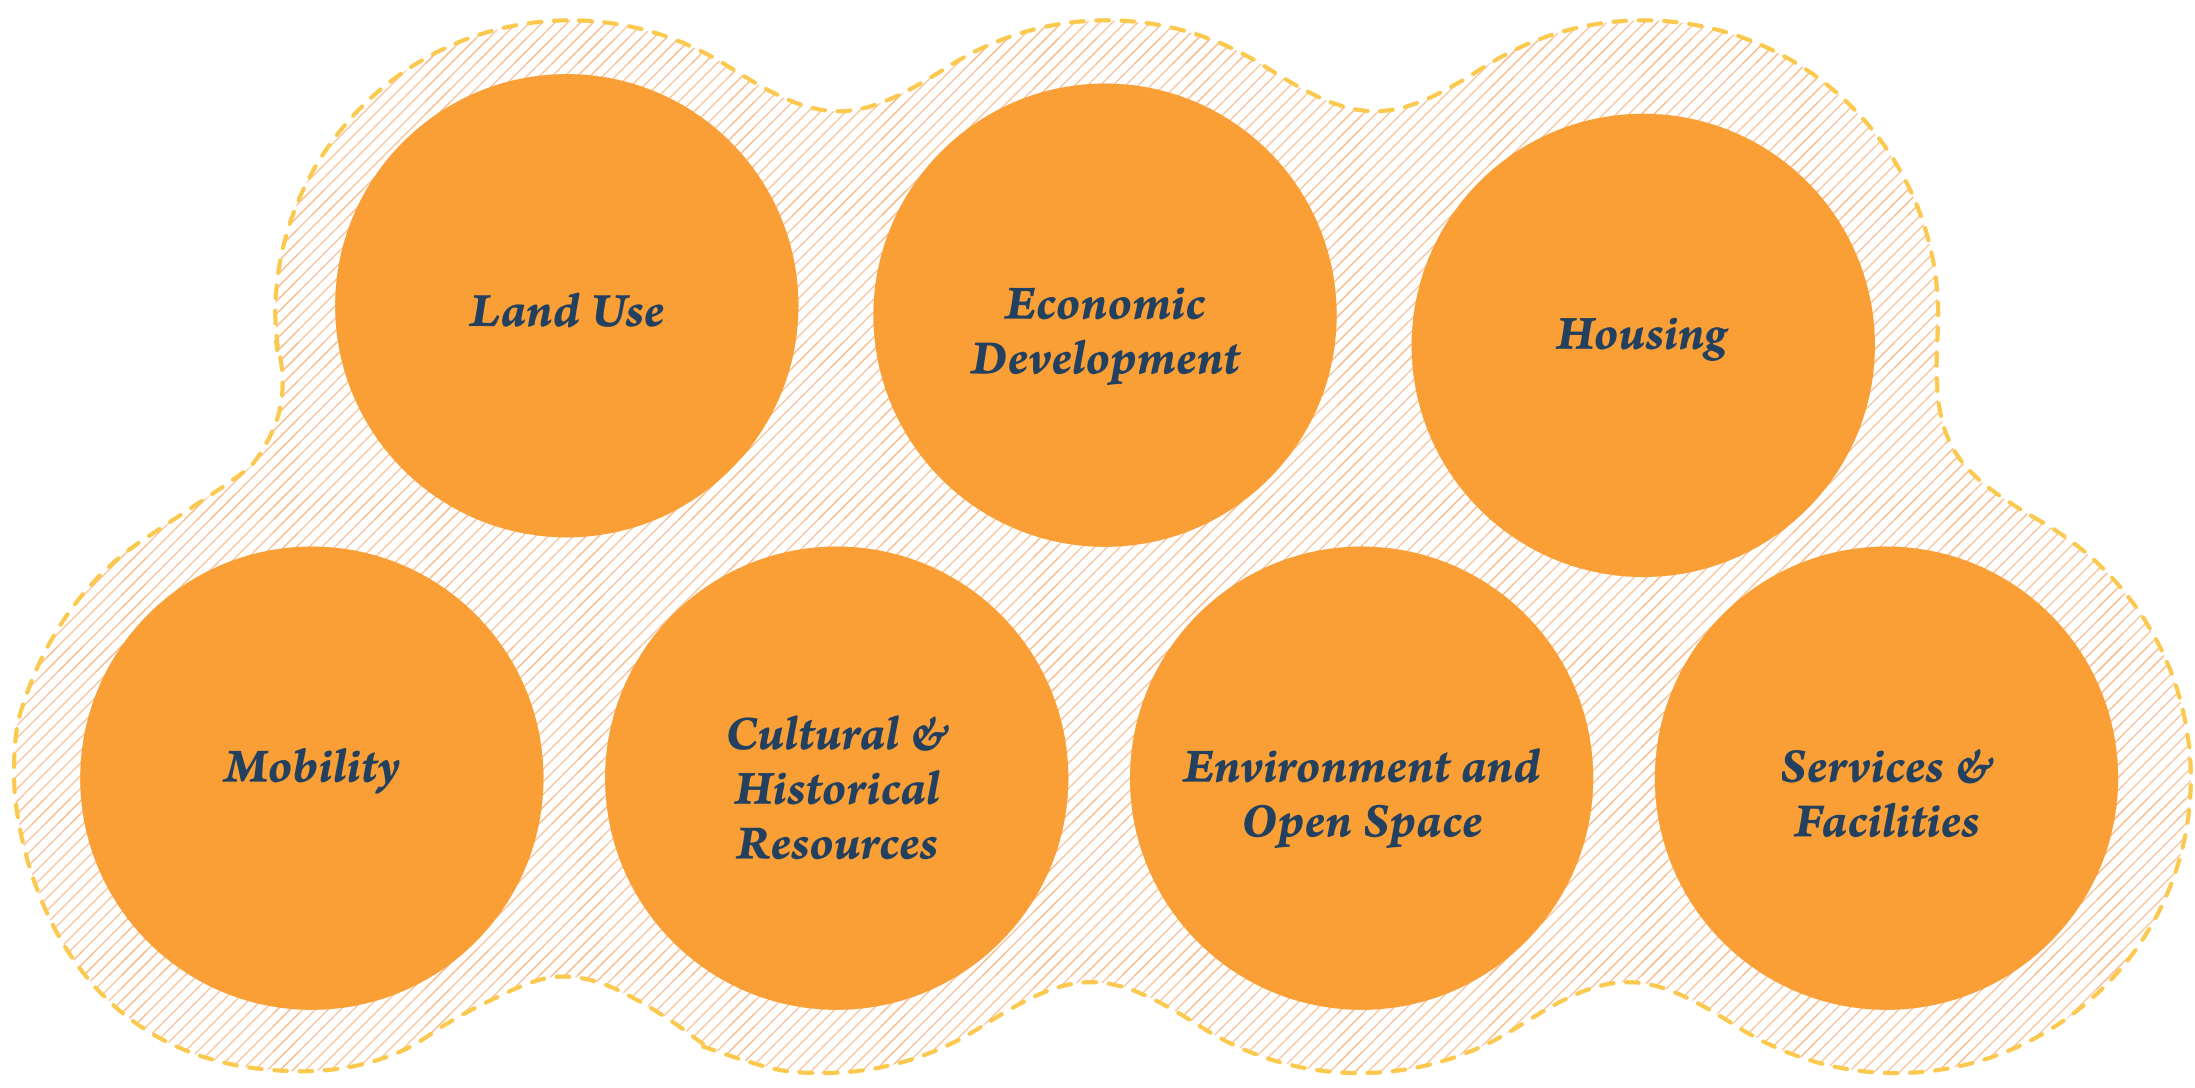 Land Use
Economic
Development
Housing
Mobility
Cultural &
Historical
Resources
Environment and
Open Space
Services &
Facilities